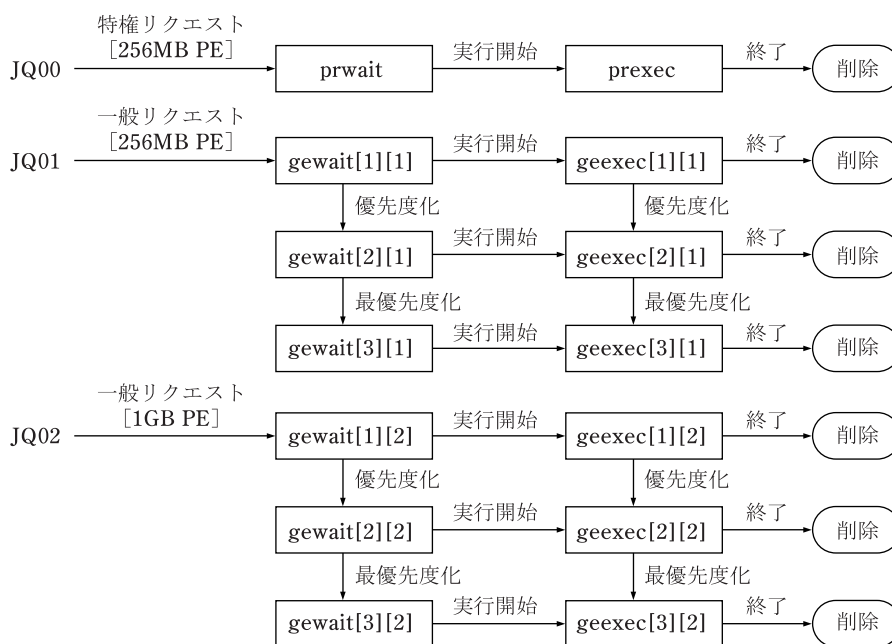 特権リクエスト
[256MB PE]
JQ00
prwait
実行開始
prexec
終了
削除
一般リクエスト
[256MB PE]
JQ01
gewait[1][1]
実行開始
geexec[1][1]
終了
削除
優先度化
優先度化
gewait[2][1]
実行開始
geexec[2][1]
終了
削除
最優先度化
最優先度化
gewait[3][1]
実行開始
geexec[3][1]
終了
削除
一般リクエスト
[1GB PE]
JQ02
gewait[1][2]
実行開始
geexec[1][2]
終了
削除
優先度化
優先度化
gewait[2][2]
実行開始
geexec[2][2]
終了
削除
最優先度化
最優先度化
gewait[3][2]
実行開始
geexec[3][2]
終了
削除